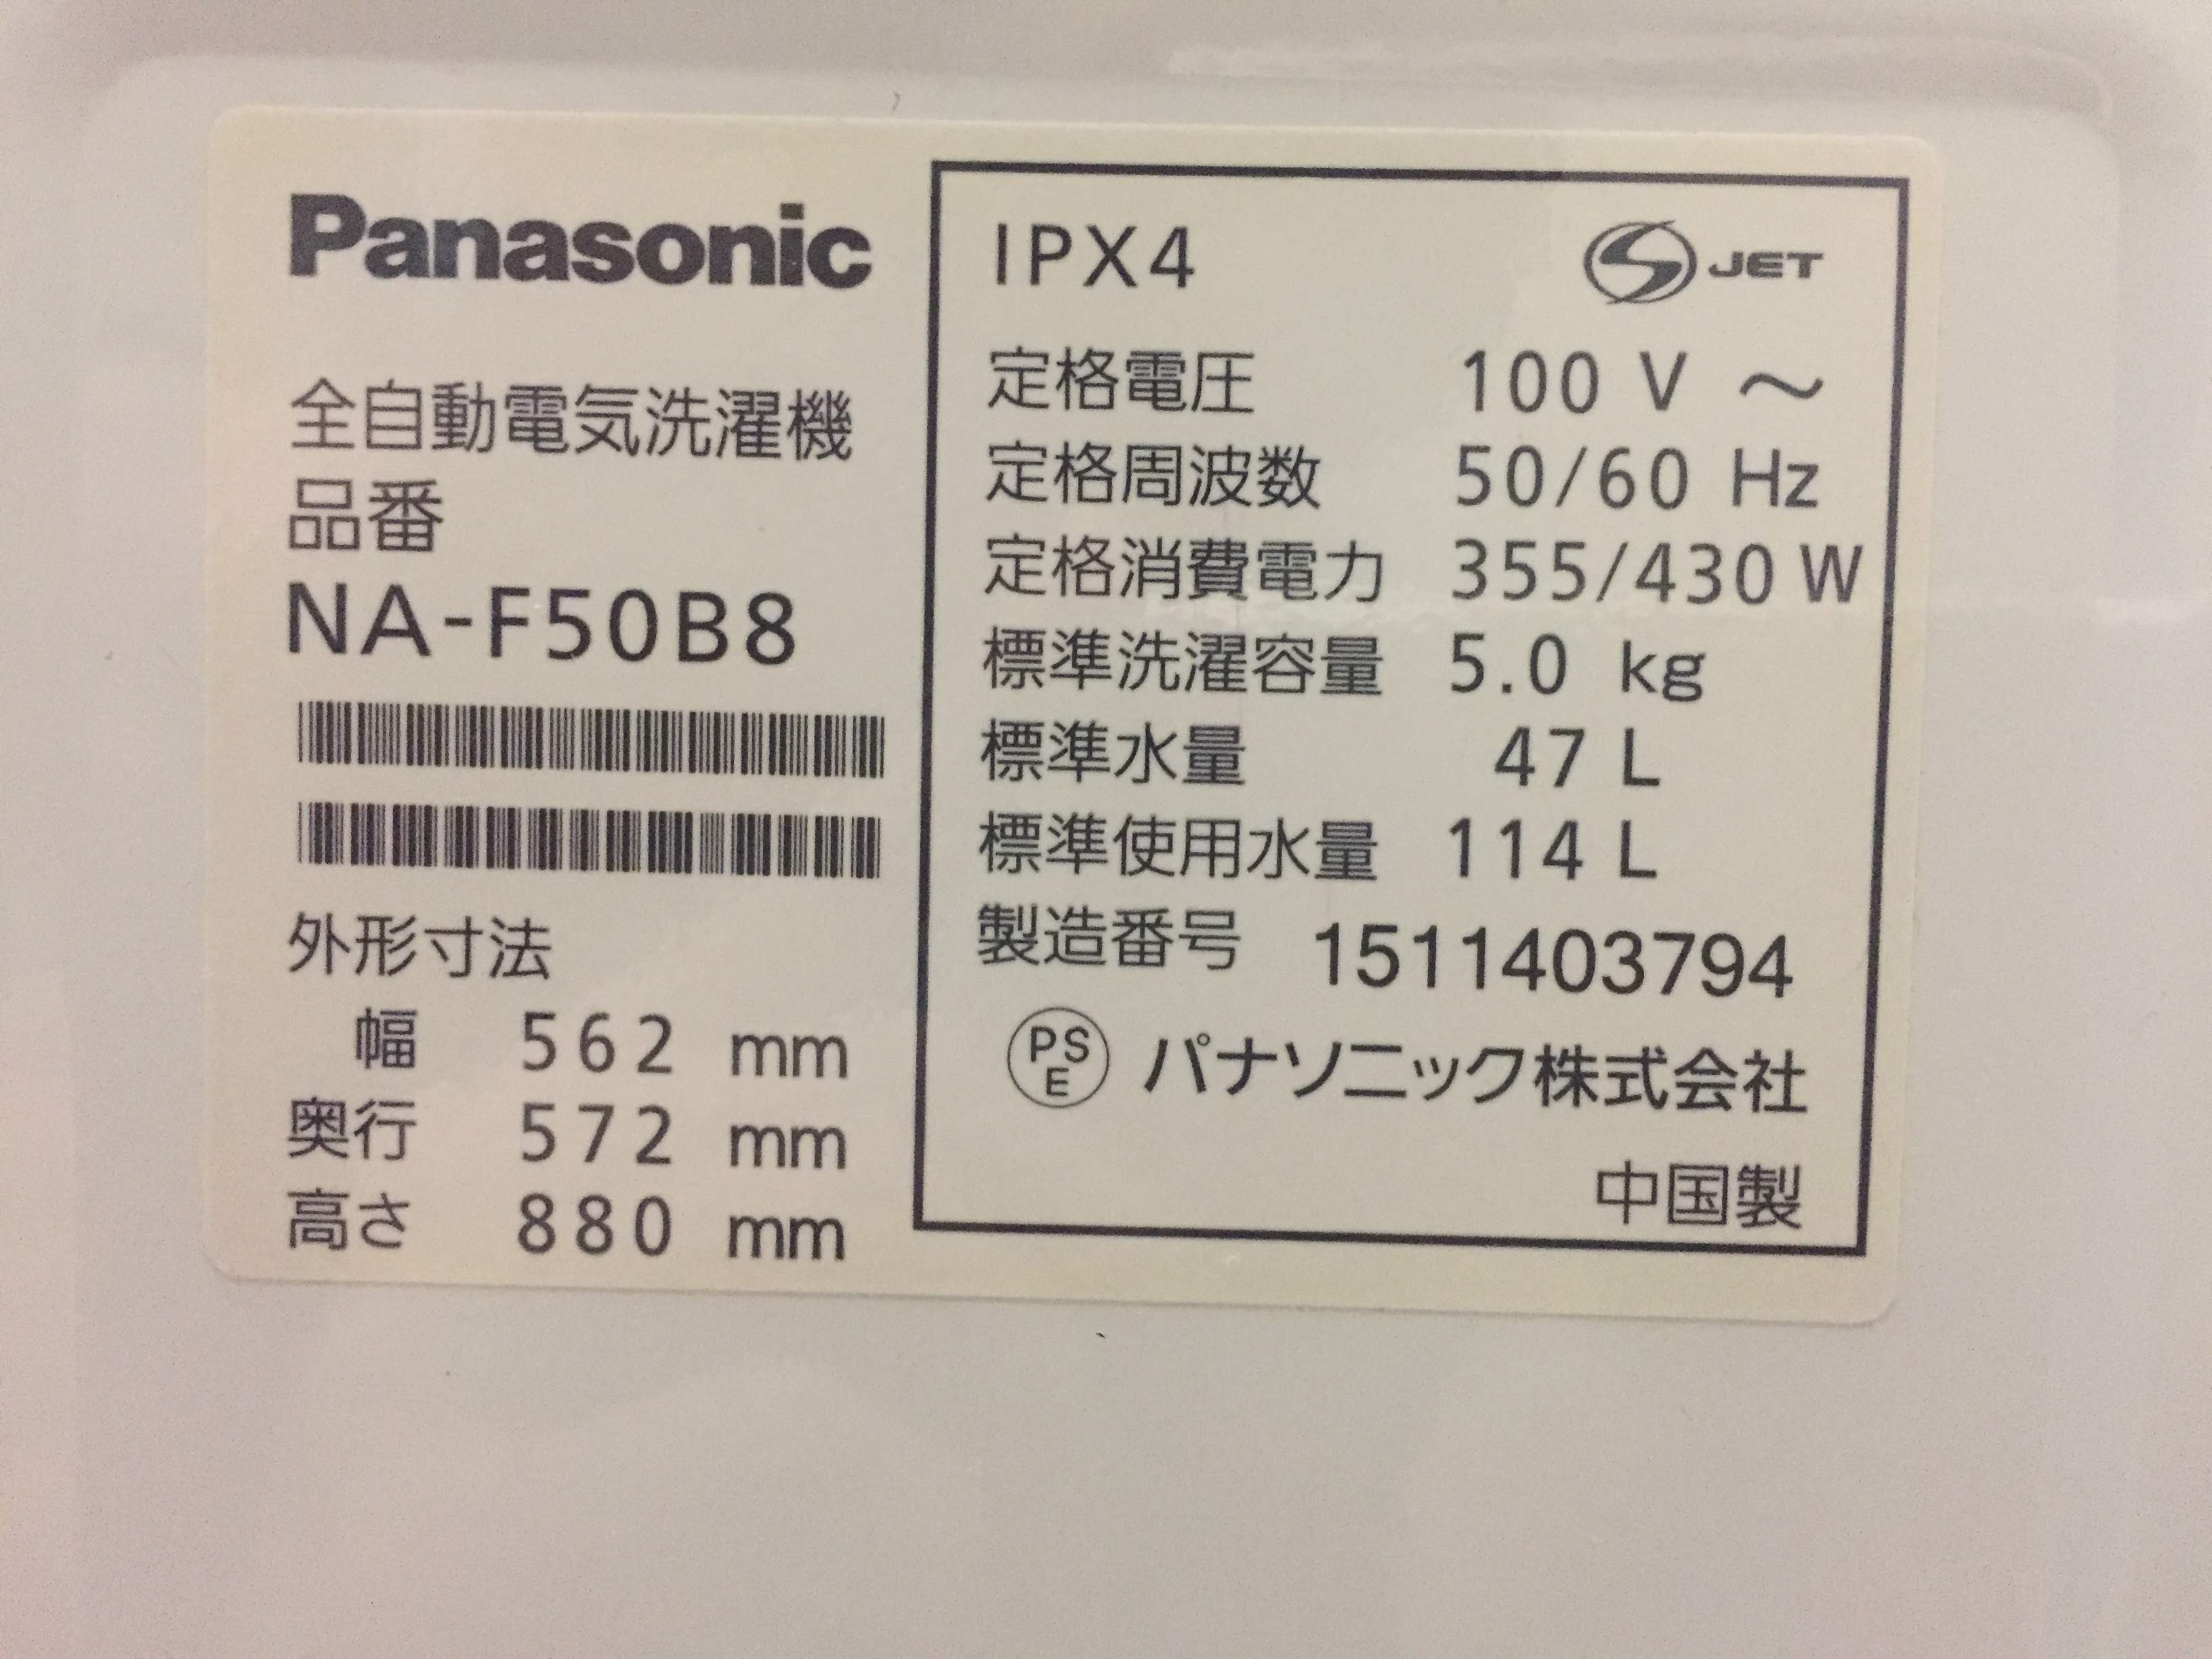 Panasonic
全自動電気洗濯機
品番
NA-F50B8
外形寸法
幅 562 mm
奥行 572 mm
高さ 880 mm
IPX4 S JET
定格電圧 100 V ～
定格周波数 50/60 Hz
定格消費電力 355/430 W
標準洗濯容量 5.0 kg
標準水量 47 L
標準使用水量 114 L
製造番号 1511403794
PS
E パナソニック株式会社
中国製